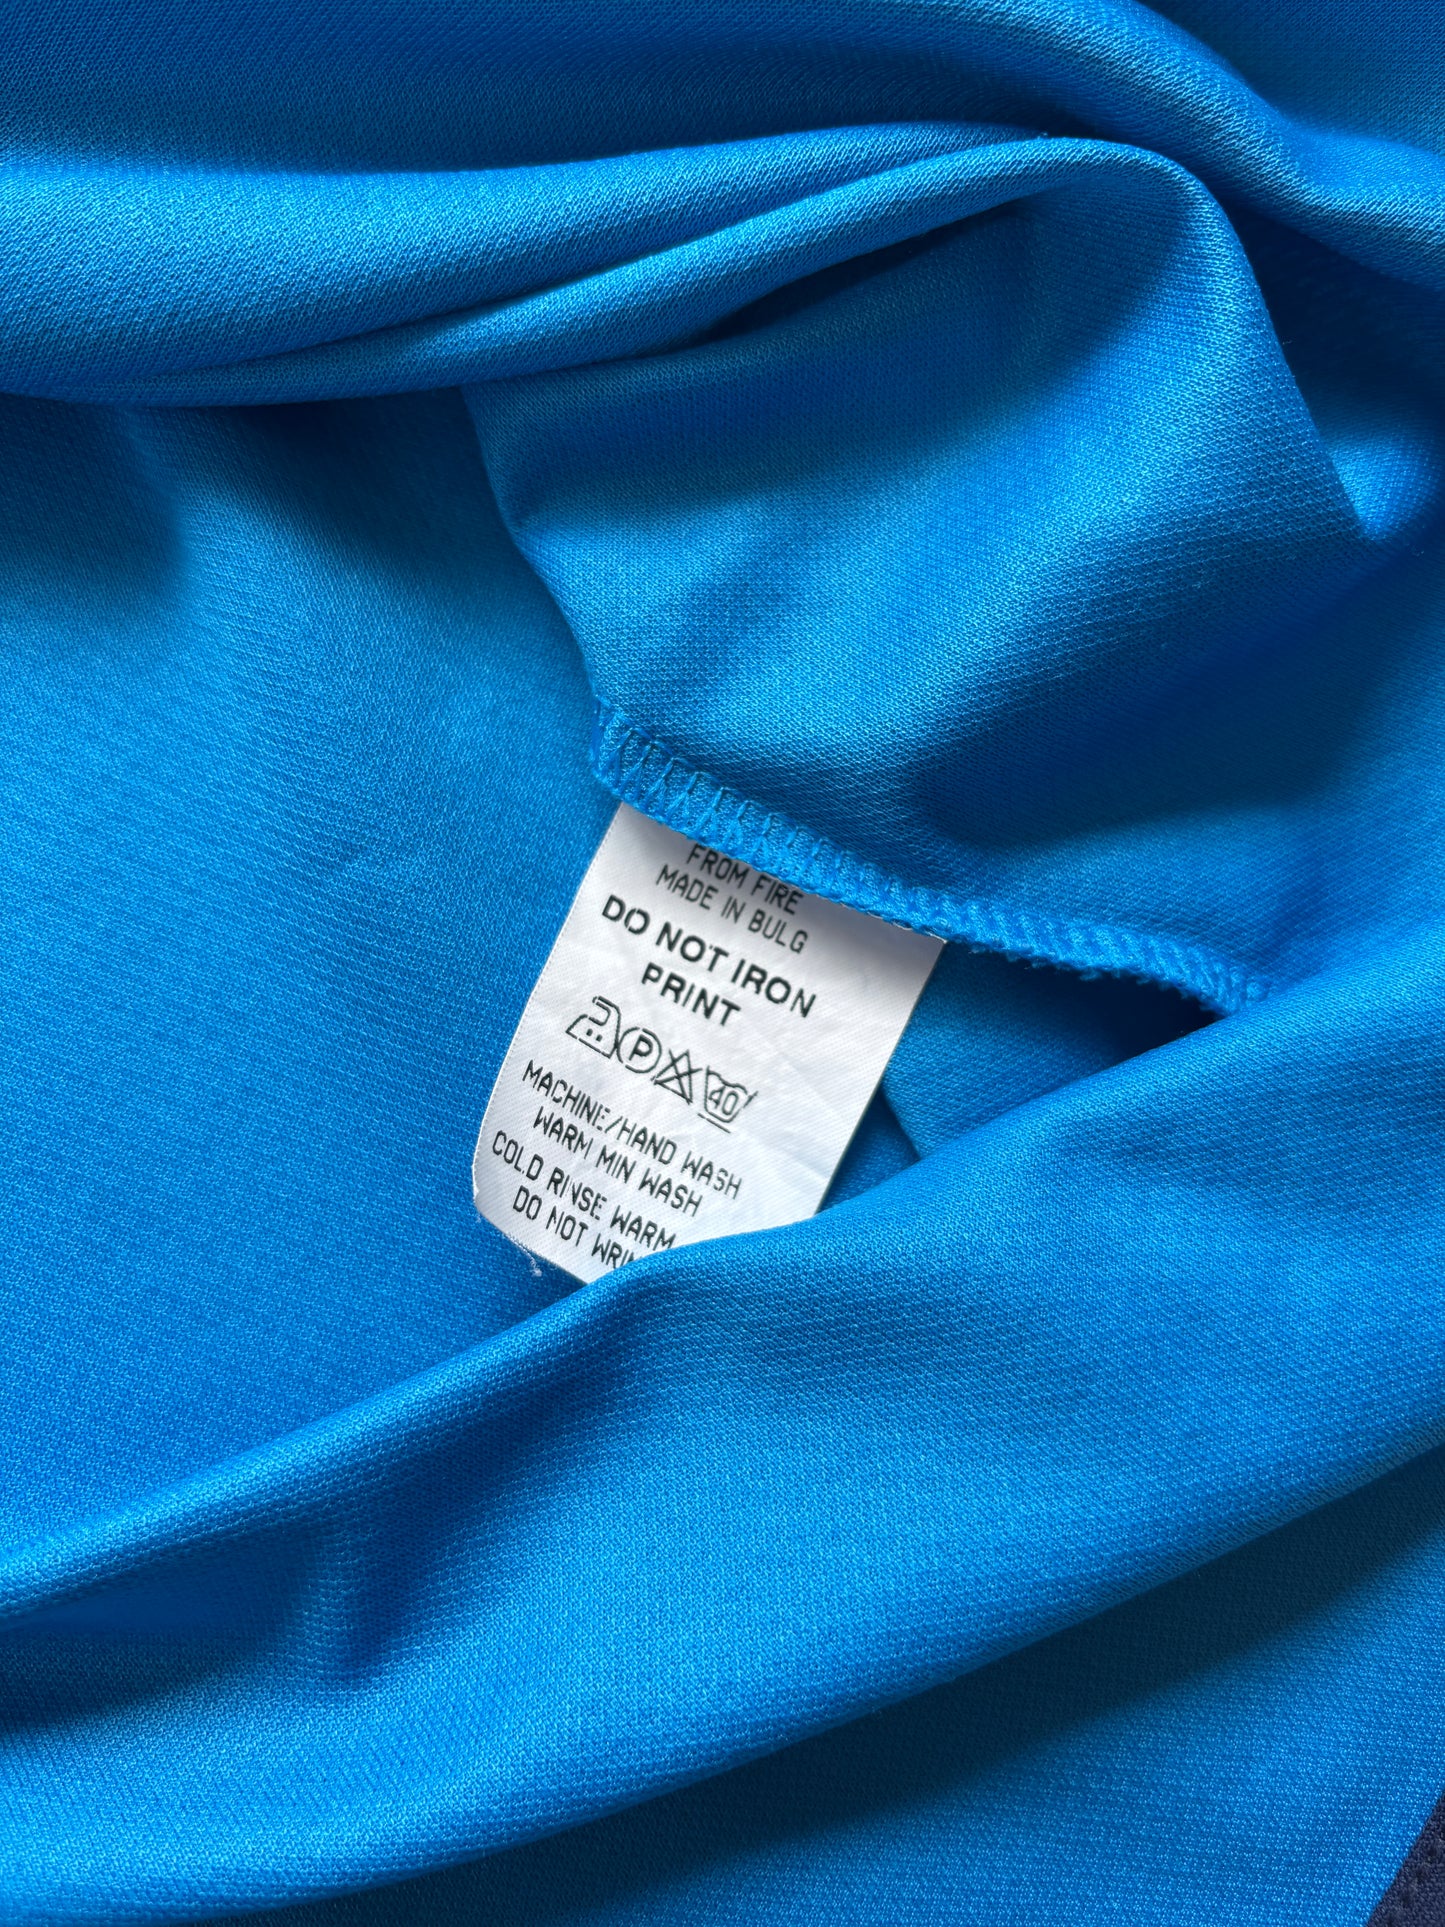 FROM FIRE
MADE IN BULG
DO NOT IRON
PRINT
P 40
MACHINE/HAND WASH
WARM MIN WASH
COLD RINSE WARM
DO NOT